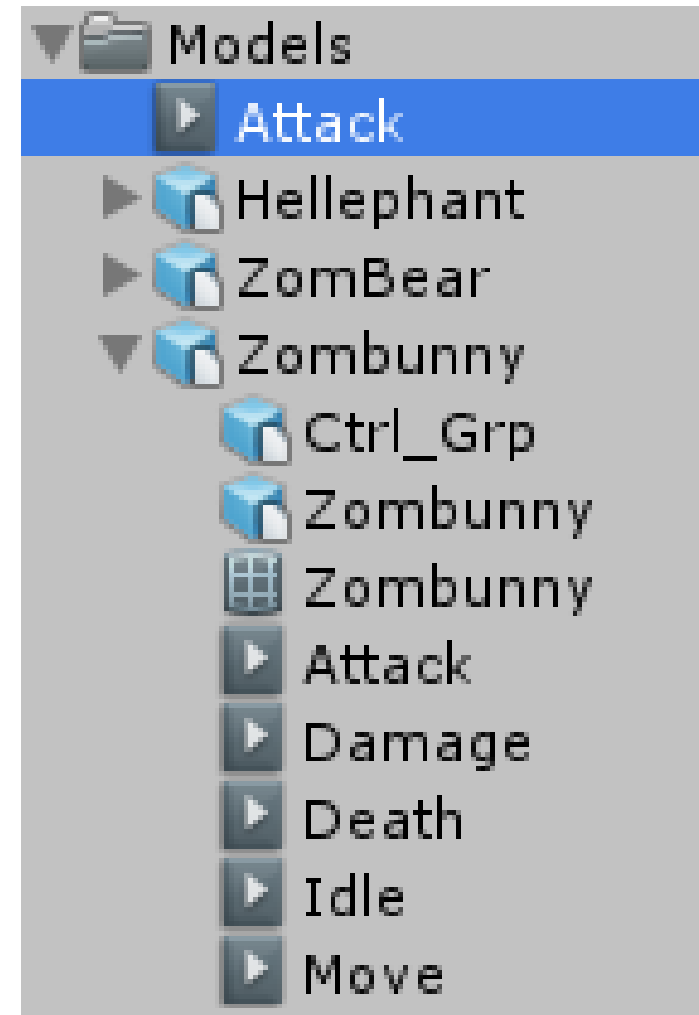 Models
Attack
Hellephant
ZomBear
Zombunny
Ctrl_Grp
Zombunny
Zombunny
Attack
Damage
Death
Idle
Move